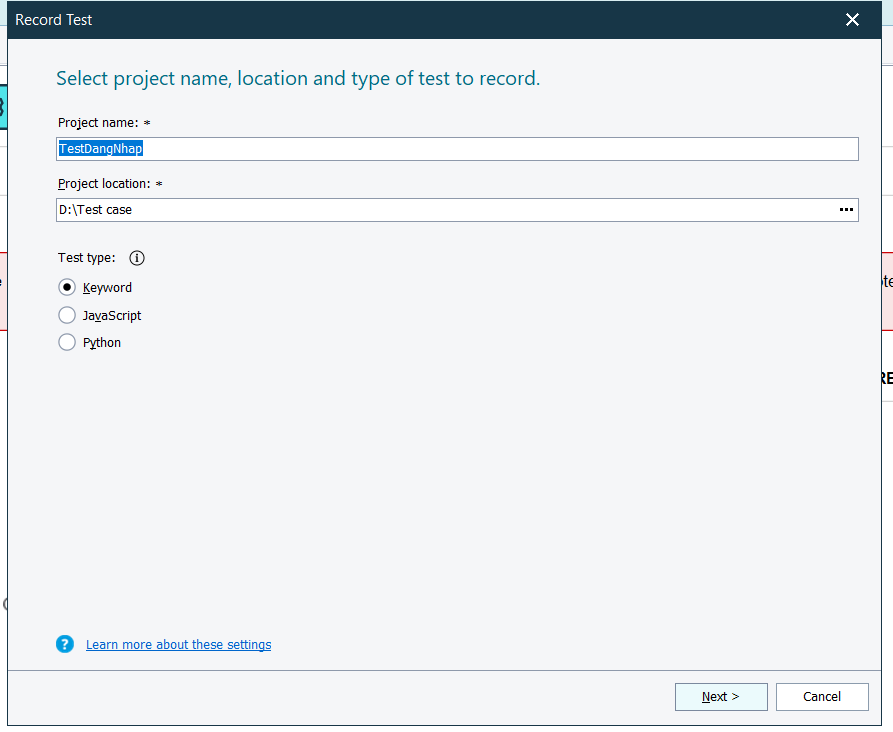 Record Test
Select project name, location and type of test to record.
Project name: *
TestDangNhap
Project location: *
D:\Test case
Test type:
Keyword
JavaScript
Python
RE
Learn more about these settings
Next >
Cancel